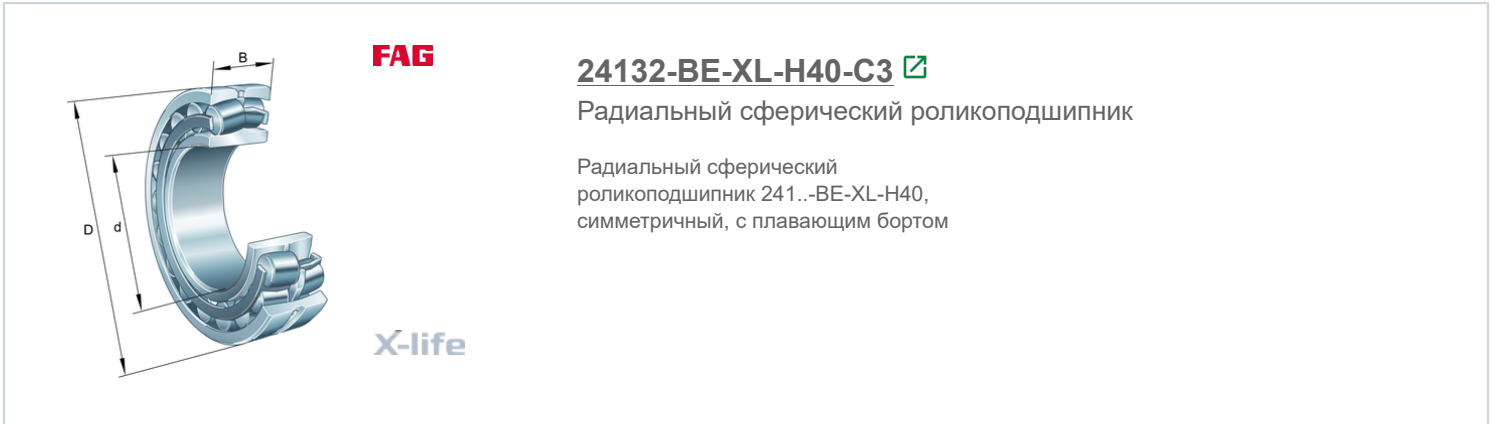 FAG
B
D
d
X-life
24132-BE-XL-H40-C3
Радиальный сферический роликоподшипник
Радиальный сферический
роликоподшипник 241..-BE-XL-H40,
симметричный, с плавающим бортом